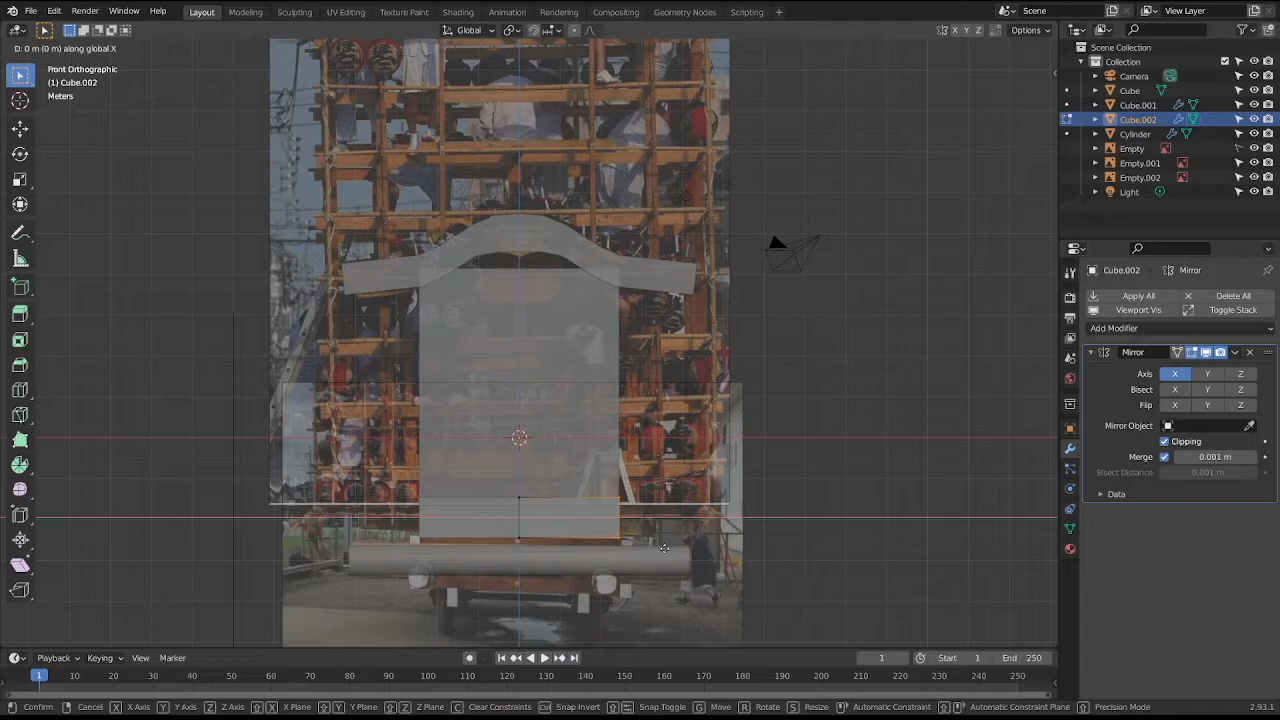 File Edit Render Window Help Layout Modeling Sculpting UV Editing Texture Paint Shading Animation Rendering Compositing Geometry Nodes Scripting + Scene View Layer
Global X Y Z Options
D: 0 m (0 m) along global X
Front Orthographic
(1) Cube.002
Meters
Scene Collection
Collection
Camera
Cube
Cube.001
Cube.002
Cylinder
Empty
Empty.001
Empty.002
Light
Cube.002 Mirror
Apply All Delete All
Viewport Vis Toggle Stack
Add Modifier
Mirror
Axis X Y Z
Bisect X Y Z
Flip X Y Z
Mirror Object
Clipping
Merge 0.001 m
Bisect Distance 0.001 m
Data
Playback Keying View Marker 1 Start 1 End 250
1 10 20 30 40 50 60 70 80 90 100 110 120 130 140 150 160 170 180 190 200 210 220 230 240 250
Confirm Cancel X X Axis Y Y Axis Z Z Axis X X Plane Y Y Plane Z Z Plane C Clear Constraints Snap Invert Snap Toggle G Move R Rotate S Resize Automatic Constraint Automatic Constraint Plane Precision Mode 2.93.1